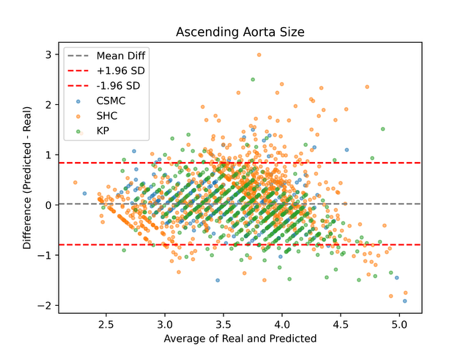 Ascending Aorta Size
Mean Diff
+1.96 SD
-1.96 SD
CSMC
SHC
KP
Difference (Predicted - Real)
3
2
1
0
−1
−2
2.5 3.0 3.5 4.0 4.5 5.0
Average of Real and Predicted